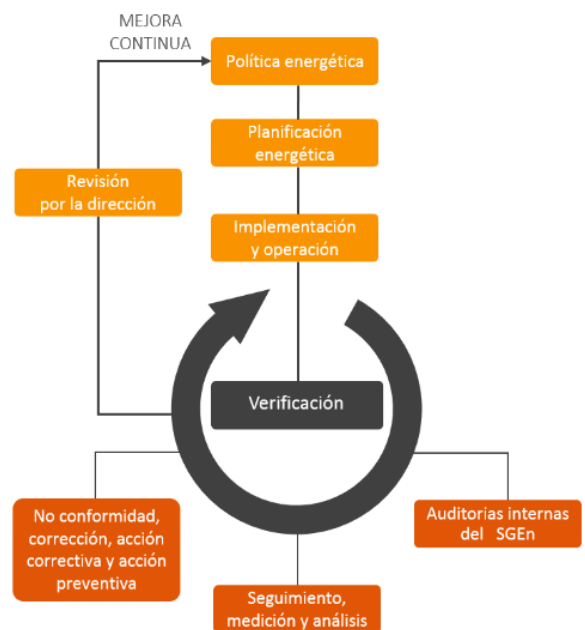 MEJORA
CONTINUA
Política energética
Planificación
energética
Revisión
por la dirección
Implementación
y operación
Verificación
No conformidad,
corrección, acción
correctiva y acción
preventiva
Auditorias internas
del SGEn
Seguimiento,
medición y análisis